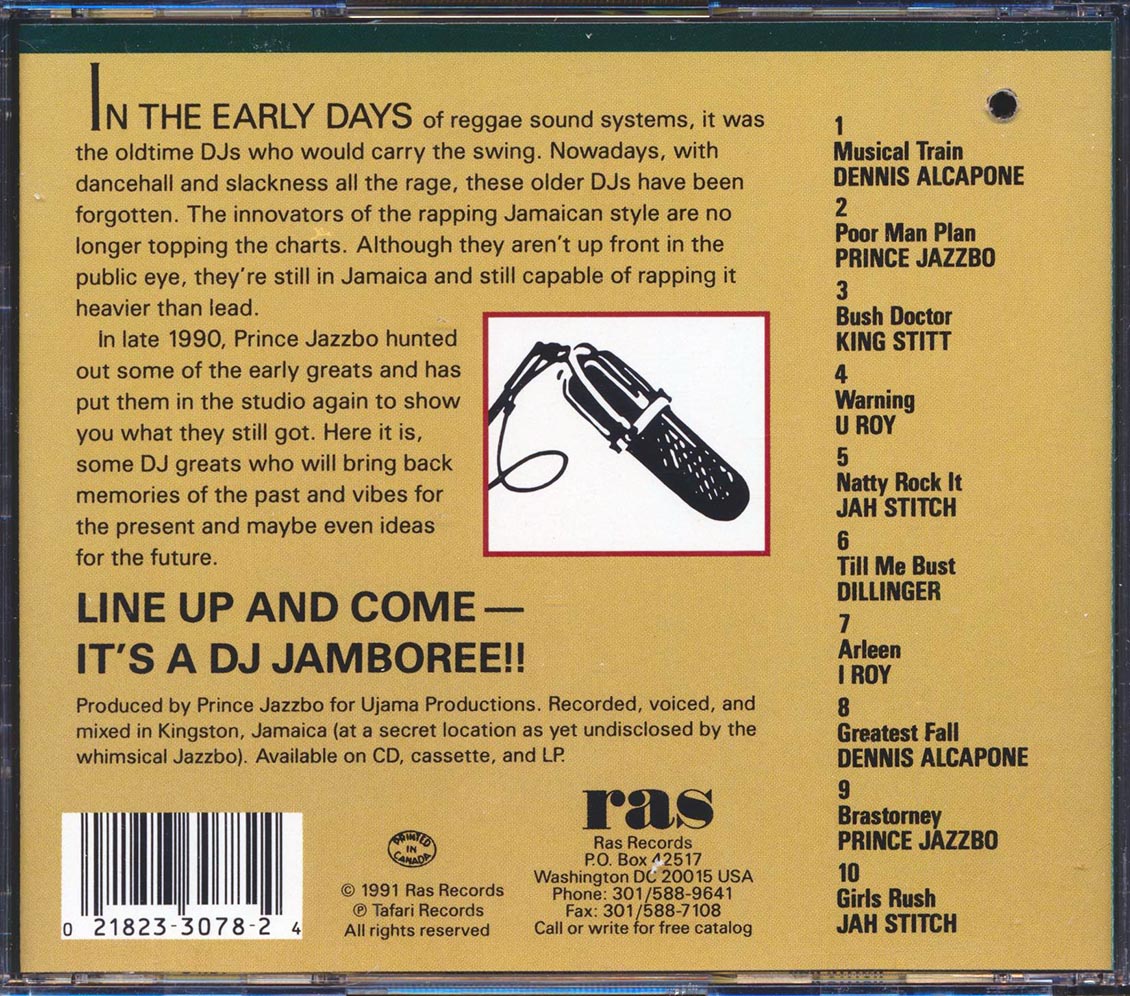 IN THE EARLY DAYS of reggae sound systems, it was
the oldtime DJs who would carry the swing. Nowadays, with
dancehall and slackness all the rage, these older DJs have been
forgotten. The innovators of the rapping Jamaican style are no
longer topping the charts. Although they aren't up front in the
public eye, they're still in Jamaica and still capable of rapping it
heavier than lead.
In late 1990, Prince Jazzbo hunted
out some of the early greats and has
put them in the studio again to show
you what they still got. Here it is,
some DJ greats who will bring back
memories of the past and vibes for
the present and maybe even ideas
for the future.
LINE UP AND COME —
IT'S A DJ JAMBOREE!!
Produced by Prince Jazzbo for Ujama Productions. Recorded, voiced, and
mixed in Kingston, Jamaica (at a secret location as yet undisclosed by the
whimsical Jazzbo). Available on CD, cassette, and LP.
0 21823-3078-2 4
PRINTED
IN
CANADA
© 1991 Ras Records
℗ Tafari Records
All rights reserved
ras
Ras Records
P.O. Box 42517
Washington DC 20015 USA
Phone: 301/588-9641
Fax: 301/588-7108
Call or write for free catalog
1
Musical Train
DENNIS ALCAPONE
2
Poor Man Plan
PRINCE JAZZBO
3
Bush Doctor
KING STITT
4
Warning
U ROY
5
Natty Rock It
JAH STITCH
6
Till Me Bust
DILLINGER
7
Arleen
I ROY
8
Greatest Fall
DENNIS ALCAPONE
9
Brastorney
PRINCE JAZZBO
10
Girls Rush
JAH STITCH